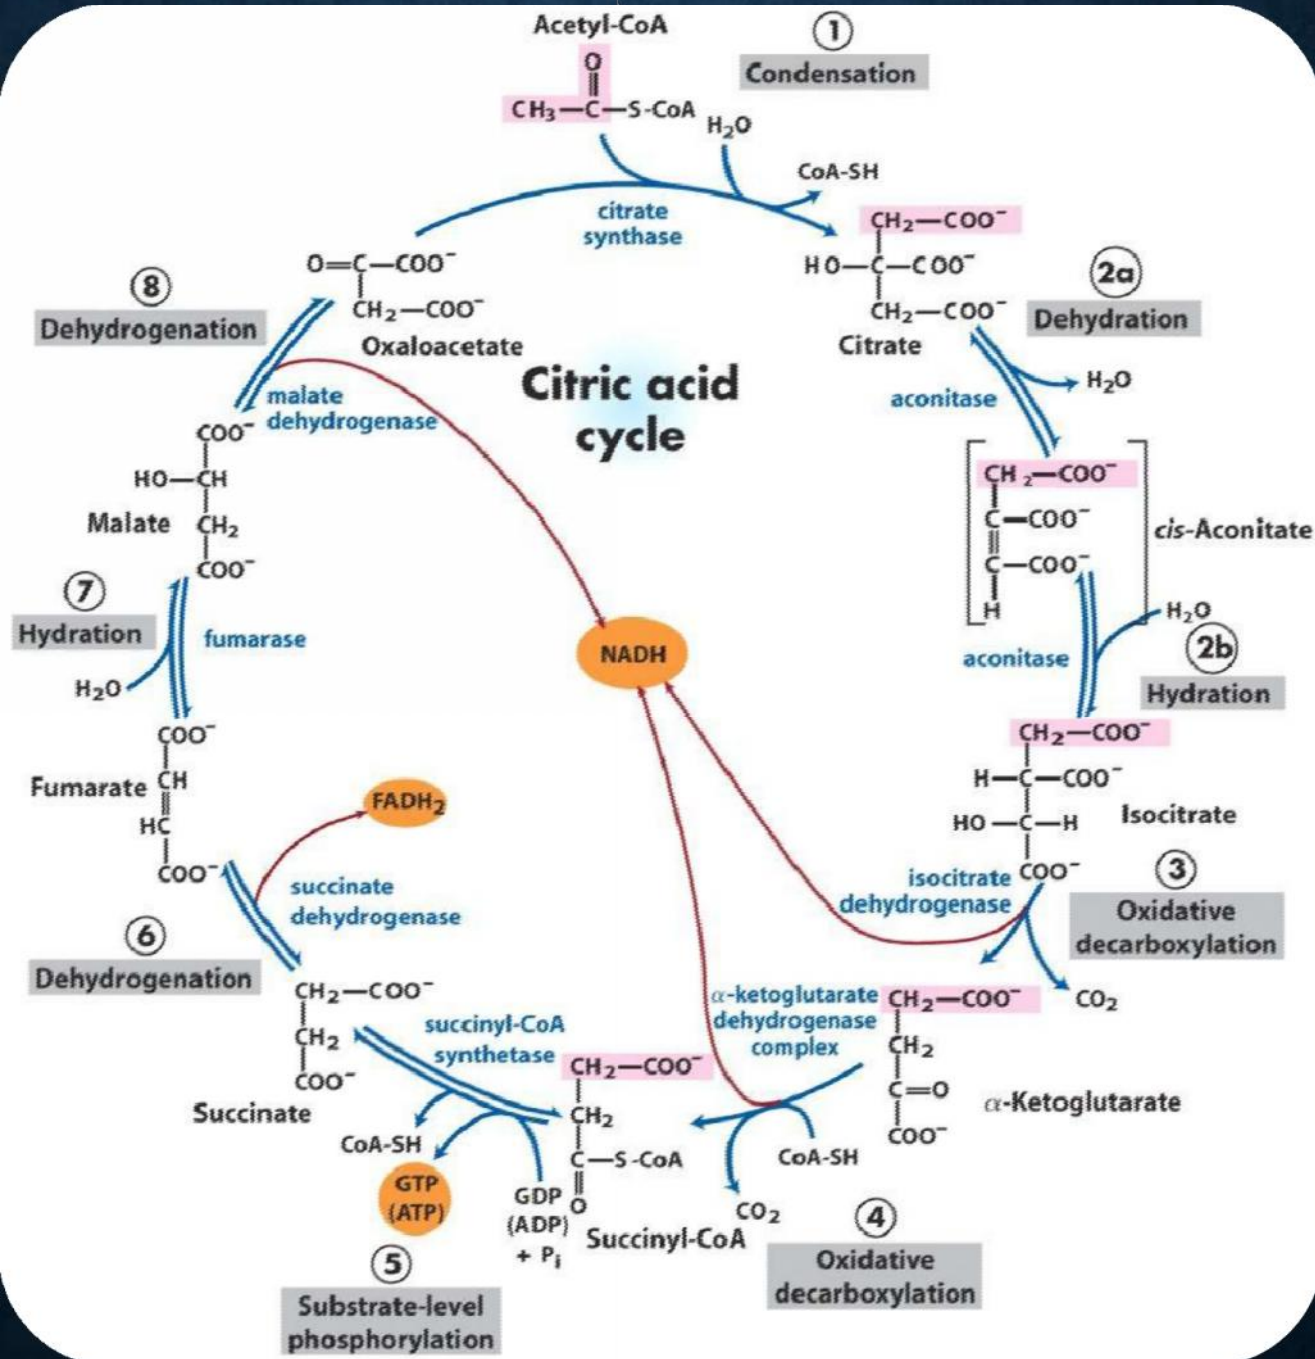 Acetyl-CoA
O
CH₃—C—S-CoA
1
Condensation
H₂O
CoA-SH
citrate
synthase
CH₂—COO⁻
HO—C—COO⁻
CH₂—COO⁻
Citrate
2a
Dehydration
H₂O
aconitase
CH₂—COO⁻
C—COO⁻
C—COO⁻
H
cis-Aconitate
H₂O
2b
Hydration
aconitase
CH₂—COO⁻
H—C—COO⁻
HO—C—H
COO⁻
Isocitrate
3
Oxidative
decarboxylation
isocitrate
dehydrogenase
CO₂
CH₂—COO⁻
CH₂
C=O
COO⁻
α-Ketoglutarate
α-ketoglutarate
dehydrogenase
complex
CoA-SH
CO₂
4
Oxidative
decarboxylation
CH₂—COO⁻
CH₂
C—S-CoA
O
Succinyl-CoA
succinyl-CoA
synthetase
GDP
(ADP)
+ Pᵢ
CoA-SH
GTP
(ATP)
5
Substrate-level
phosphorylation
CH₂—COO⁻
CH₂
COO⁻
Succinate
6
Dehydrogenation
succinate
dehydrogenase
FADH₂
COO⁻
CH
HC
COO⁻
Fumarate
7
Hydration
H₂O
fumarase
COO⁻
HO—CH
CH₂
COO⁻
Malate
8
Dehydrogenation
malate
dehydrogenase
O=C—COO⁻
CH₂—COO⁻
Oxaloacetate
Citric acid
cycle
NADH